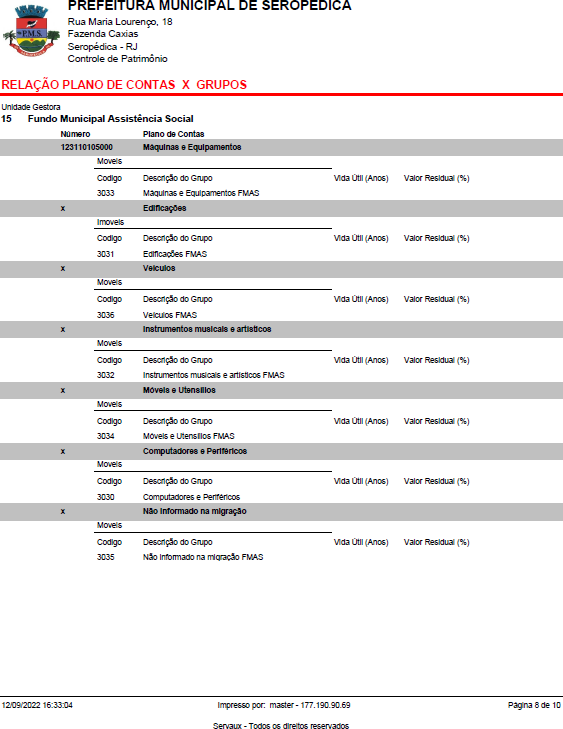 PREFEITURA MUNICIPAL DE SEROPÉDICA
Rua Maria Lourenço, 18
Fazenda Caxias
Seropédica - RJ
Controle de Patrimônio
P.M.S.
RELAÇÃO PLANO DE CONTAS X GRUPOS
Unidade Gestora
15 Fundo Municipal Assistência Social
Número Plano de Contas
123110105000 Máquinas e Equipamentos
Moveis
Codigo Descrição do Grupo Vida Útil (Anos) Valor Residual (%)
3033 Máquinas e Equipamentos FMAS
x Edificações
Imoveis
Codigo Descrição do Grupo Vida Útil (Anos) Valor Residual (%)
3031 Edificações FMAS
x Veiculos
Moveis
Codigo Descrição do Grupo Vida Útil (Anos) Valor Residual (%)
3036 Veiculos FMAS
x Instrumentos musicais e artísticos
Moveis
Codigo Descrição do Grupo Vida Útil (Anos) Valor Residual (%)
3032 Instrumentos musicais e artísticos FMAS
x Móveis e Utensílios
Moveis
Codigo Descrição do Grupo Vida Útil (Anos) Valor Residual (%)
3034 Móveis e Utensílios FMAS
x Computadores e Periféricos
Moveis
Codigo Descrição do Grupo Vida Útil (Anos) Valor Residual (%)
3030 Computadores e Periféricos
x Não informado na migração
Moveis
Codigo Descrição do Grupo Vida Útil (Anos) Valor Residual (%)
3035 Não informado na migração FMAS
12/09/2022 16:33:04 Impresso por: master - 177.190.90.69 Página 8 de 10
Servaux - Todos os direitos reservados